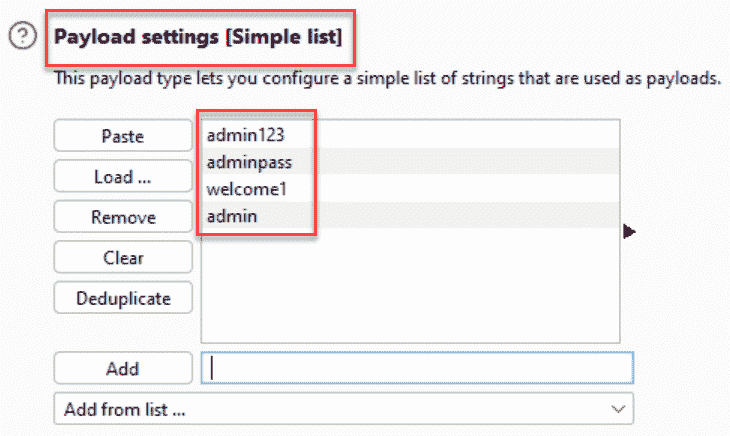 Payload settings [Simple list]
This payload type lets you configure a simple list of strings that are used as payloads.
Paste
Load ...
Remove
Clear
Deduplicate
admin123
adminpass
welcome1
admin
Add
Add from list ...